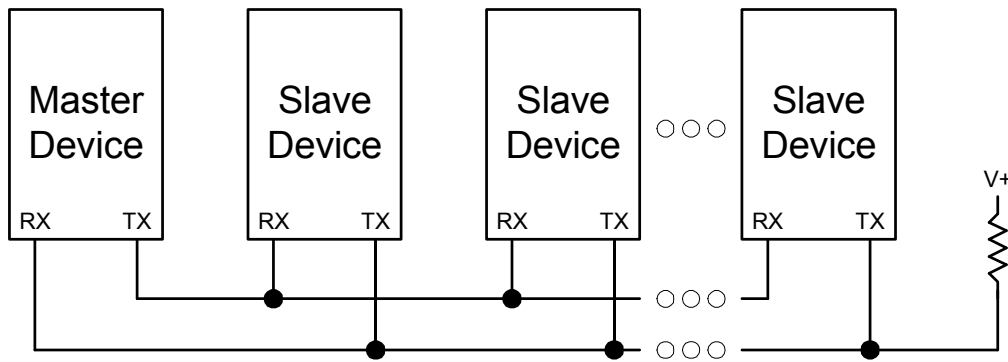 Master
Device
Slave
Device
Slave
Device
Slave
Device
V+
RX TX
RX TX
RX TX
RX TX